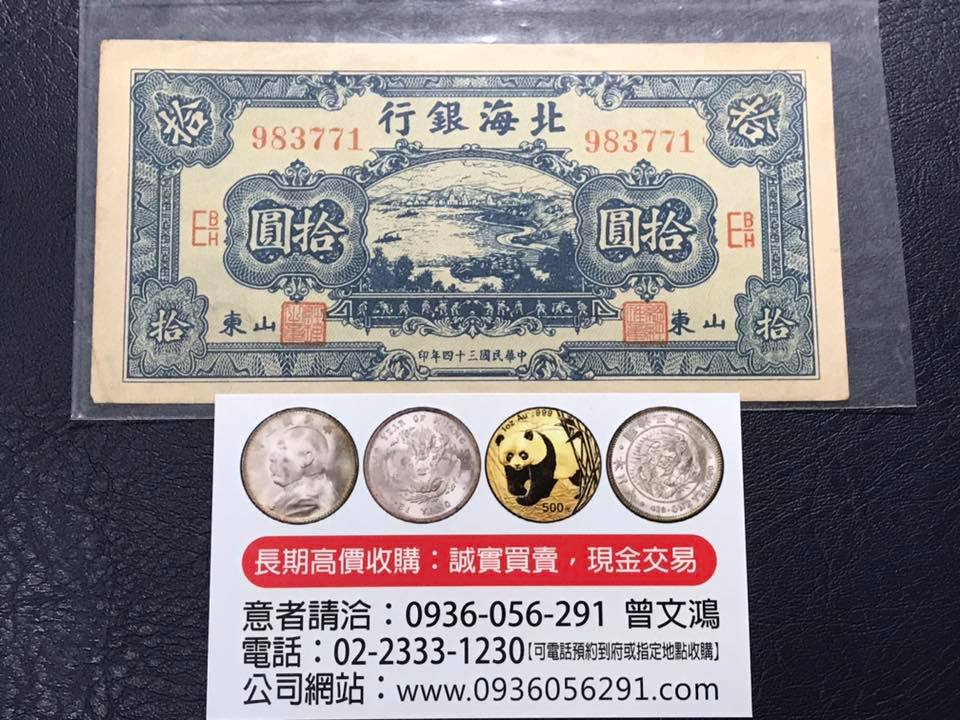 拾 拾
行銀海北
983771 983771
圓拾 圓拾
E B/H E B/H
拾 拾
東山 東山
印年四十三國民華中
1oz Au .999
500元
長期高價收購：誠實買賣，現金交易
意者請洽：0936-056-291 曾文鴻
電話：02-2333-1230【可電話預約到府或指定地點收購】
公司網站：www.0936056291.com